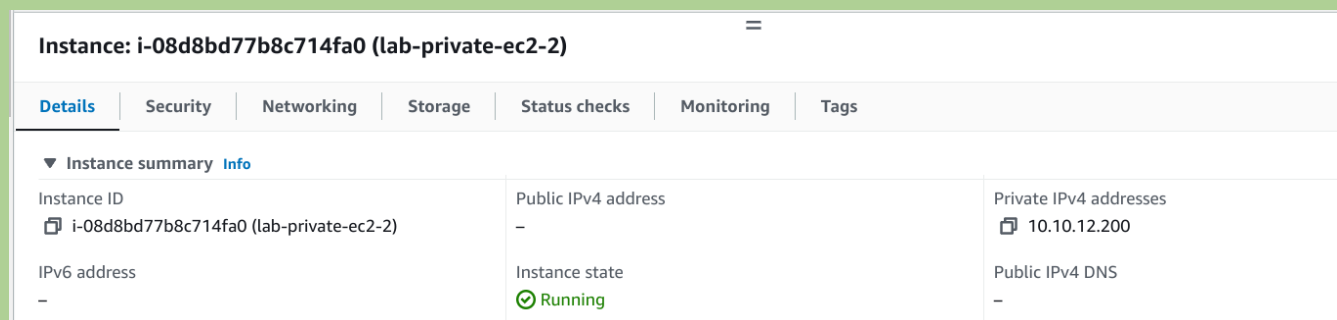 Instance: i-08d8bd77b8c714fa0 (lab-private-ec2-2)
Details Security Networking Storage Status checks Monitoring Tags
Instance summary Info
Instance ID Public IPv4 address Private IPv4 addresses
i-08d8bd77b8c714fa0 (lab-private-ec2-2) – 10.10.12.200
IPv6 address Instance state Public IPv4 DNS
– Running –